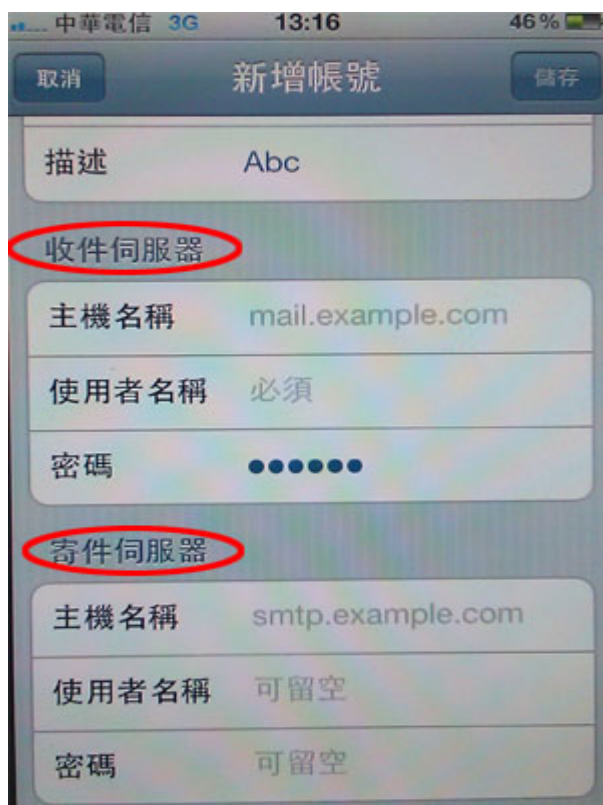 中華電信 3G 13:16 46%
取消 新增帳號 儲存
描述 Abc
收件伺服器
主機名稱 mail.example.com
使用者名稱 必須
密碼 ●●●●●●
寄件伺服器
主機名稱 smtp.example.com
使用者名稱 可留空
密碼 可留空